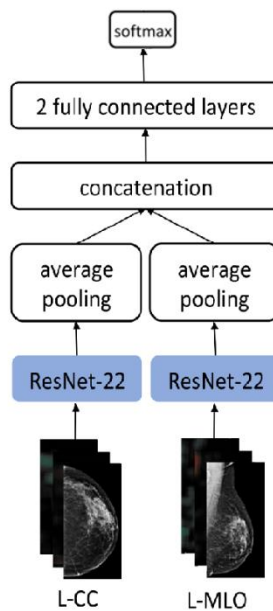 softmax
2 fully connected layers
concatenation
average
pooling
average
pooling
ResNet-22
ResNet-22
L-CC
L-MLO